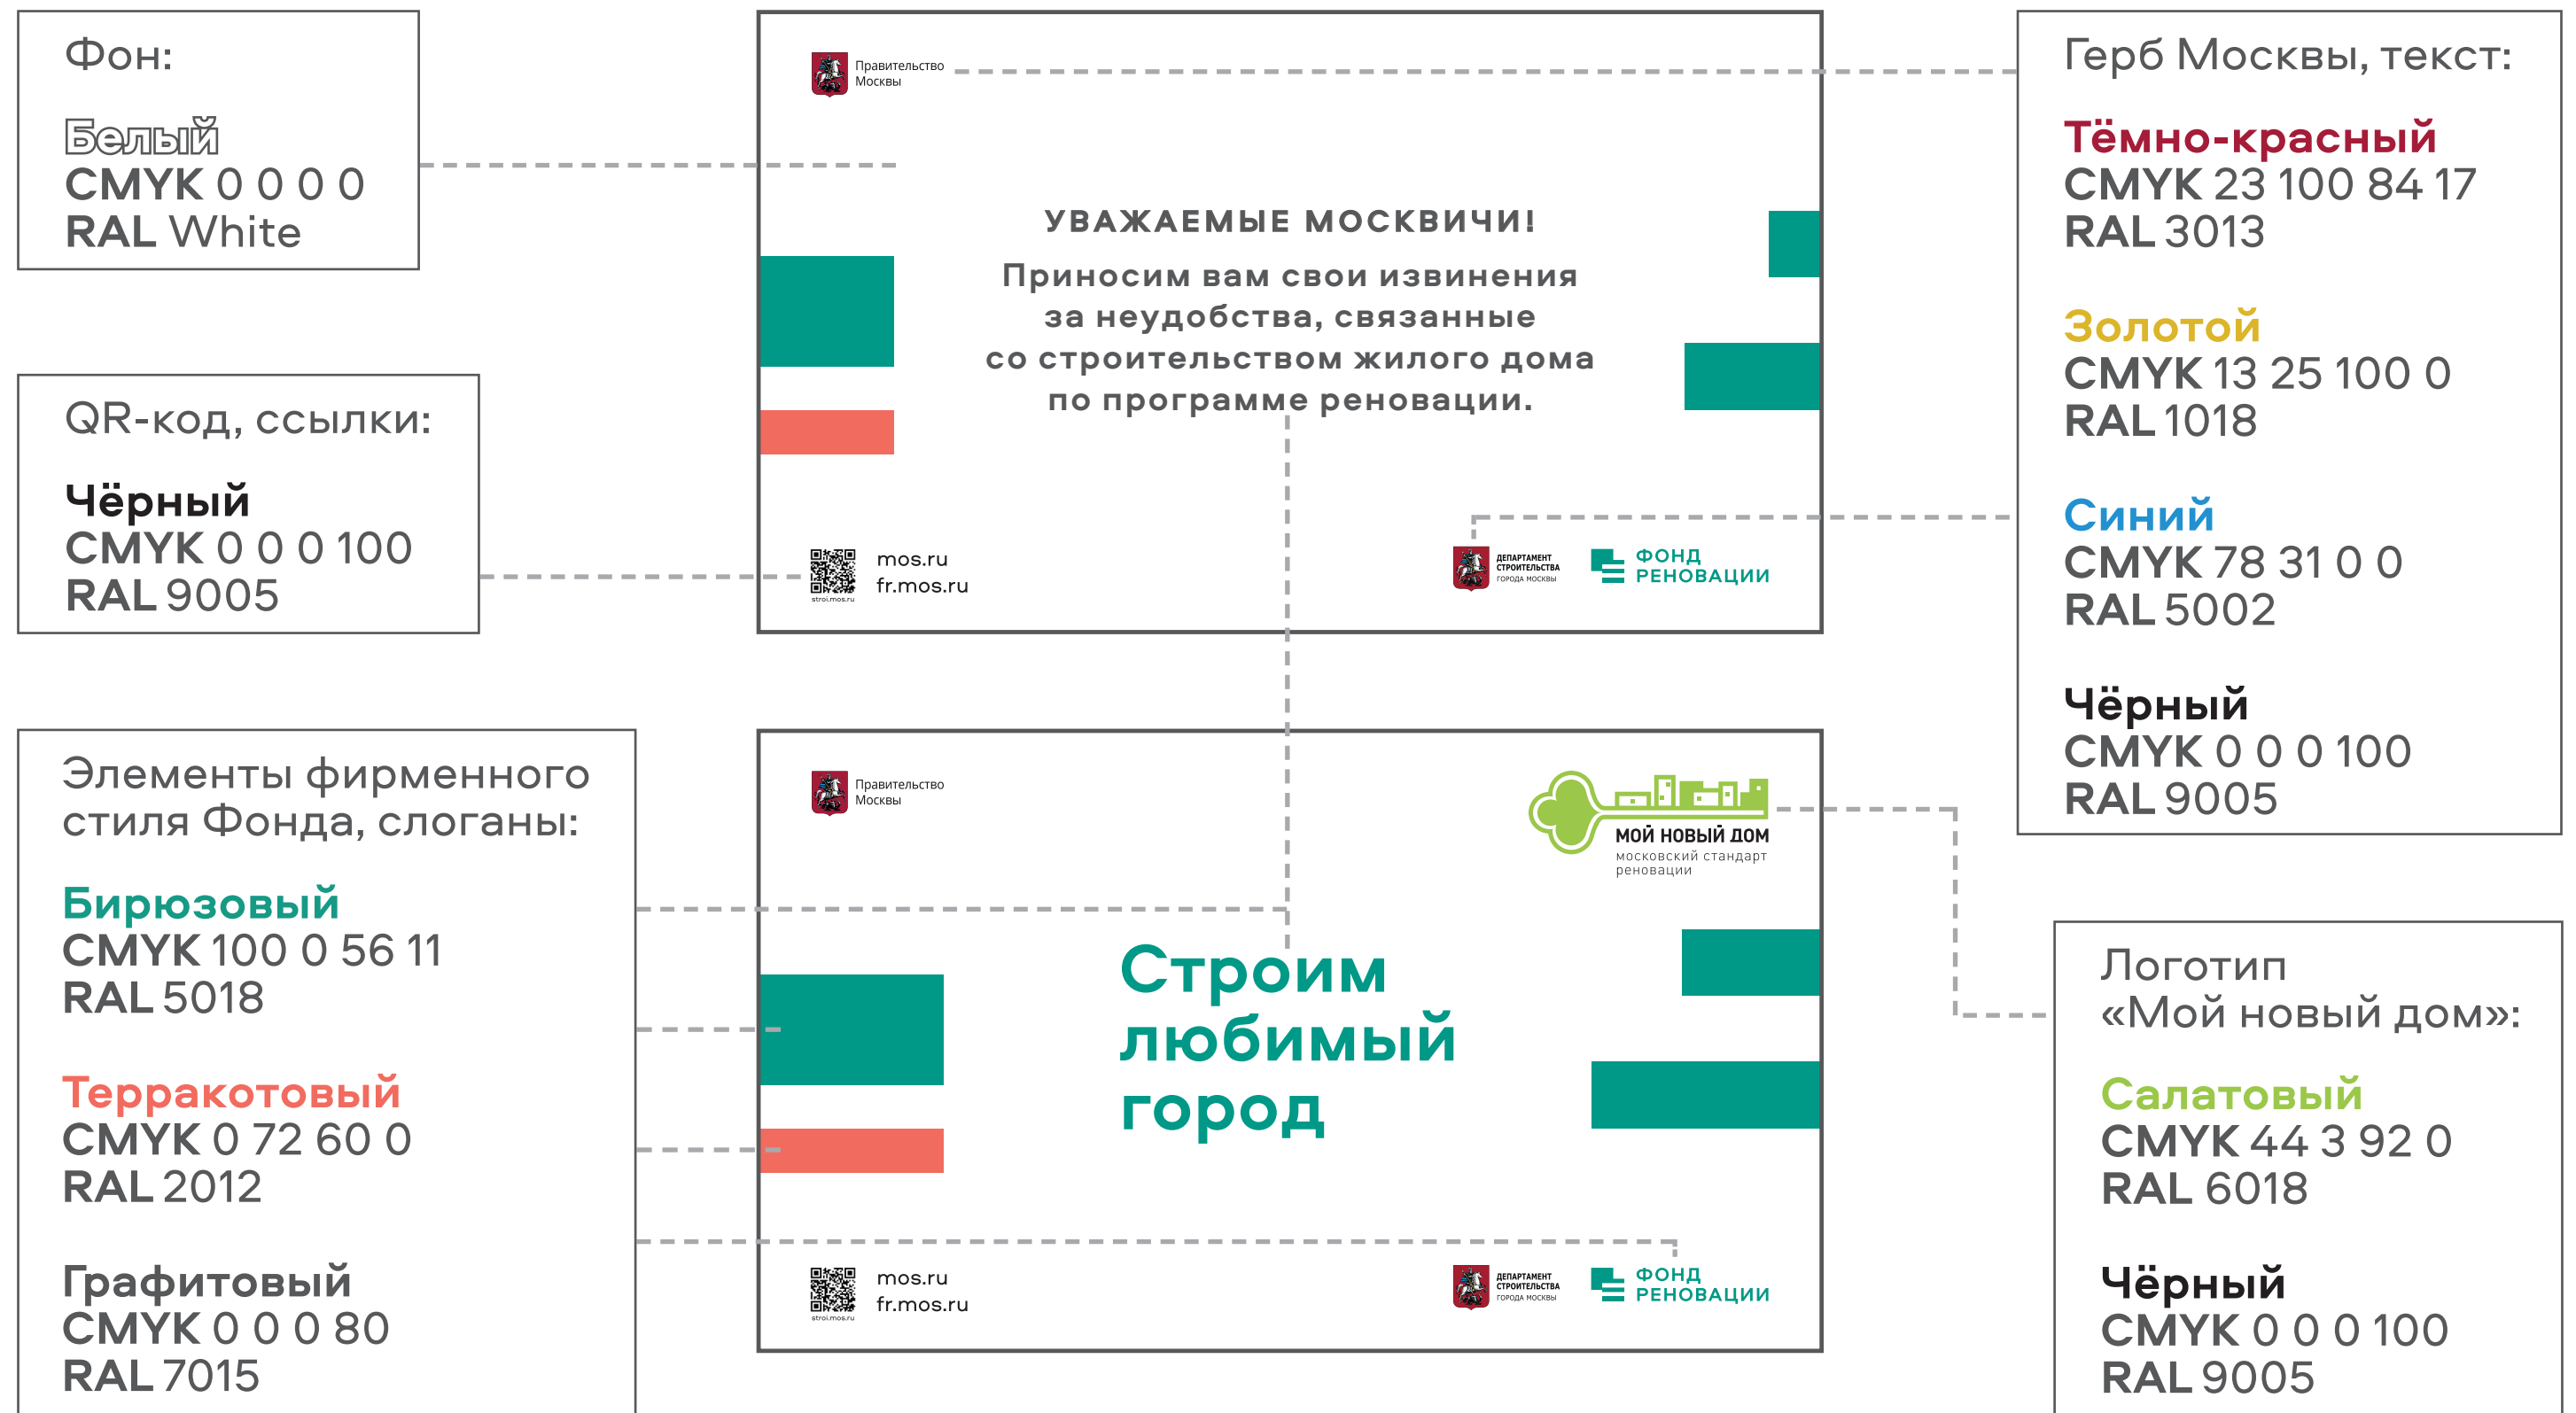 Фон:
Белый
CMYK 0 0 0 0
RAL White
QR-код, ссылки:
Чёрный
CMYK 0 0 0 100
RAL 9005
Элементы фирменного
стиля Фонда, слоганы:
Бирюзовый
CMYK 100 0 56 11
RAL 5018
Терракотовый
CMYK 0 72 60 0
RAL 2012
Графитовый
CMYK 0 0 0 80
RAL 7015
Правительство
Москвы
УВАЖАЕМЫЕ МОСКВИЧИ!
Приносим вам свои извинения
за неудобства, связанные
со строительством жилого дома
по программе реновации.
stroi.mos.ru
mos.ru
fr.mos.ru
ДЕПАРТАМЕНТ
СТРОИТЕЛЬСТВА
ГОРОДА МОСКВЫ
ФОНД
РЕНОВАЦИИ
Правительство
Москвы
МОЙ НОВЫЙ ДОМ
московский стандарт
реновации
Строим
любимый
город
stroi.mos.ru
mos.ru
fr.mos.ru
ДЕПАРТАМЕНТ
СТРОИТЕЛЬСТВА
ГОРОДА МОСКВЫ
ФОНД
РЕНОВАЦИИ
Герб Москвы, текст:
Тёмно-красный
CMYK 23 100 84 17
RAL 3013
Золотой
CMYK 13 25 100 0
RAL 1018
Синий
CMYK 78 31 0 0
RAL 5002
Чёрный
CMYK 0 0 0 100
RAL 9005
Логотип
«Мой новый дом»:
Салатовый
CMYK 44 3 92 0
RAL 6018
Чёрный
CMYK 0 0 0 100
RAL 9005